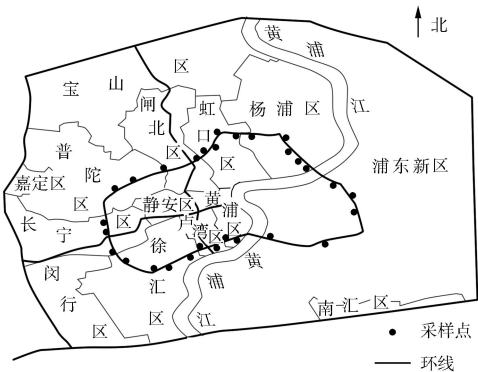 北
黄浦江
宝山区
闸北区
虹口区
杨浦区
普陀区
嘉定区
浦东新区
长宁区
静安区
黄浦区
卢湾区
徐汇区
黄浦江
闵行区
南汇区
采样点
环线